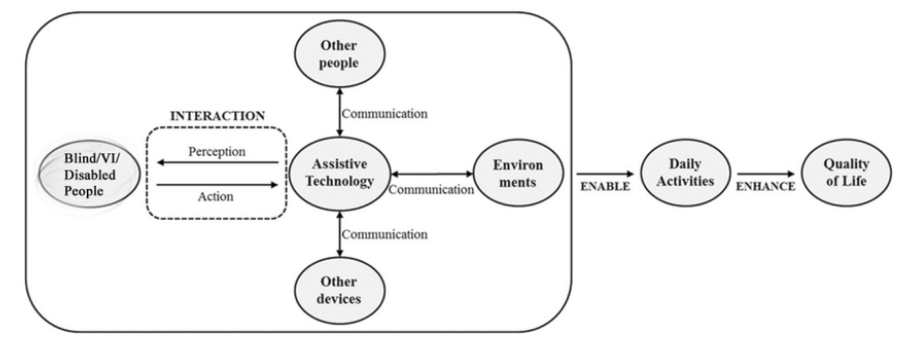 Other
people
Communication
INTERACTION
Perception
Action
Blind/VI/
Disabled
People
Assistive
Technology
Communication
Environ
ments
ENABLE
Daily
Activities
ENHANCE
Quality
of Life
Communication
Other
devices